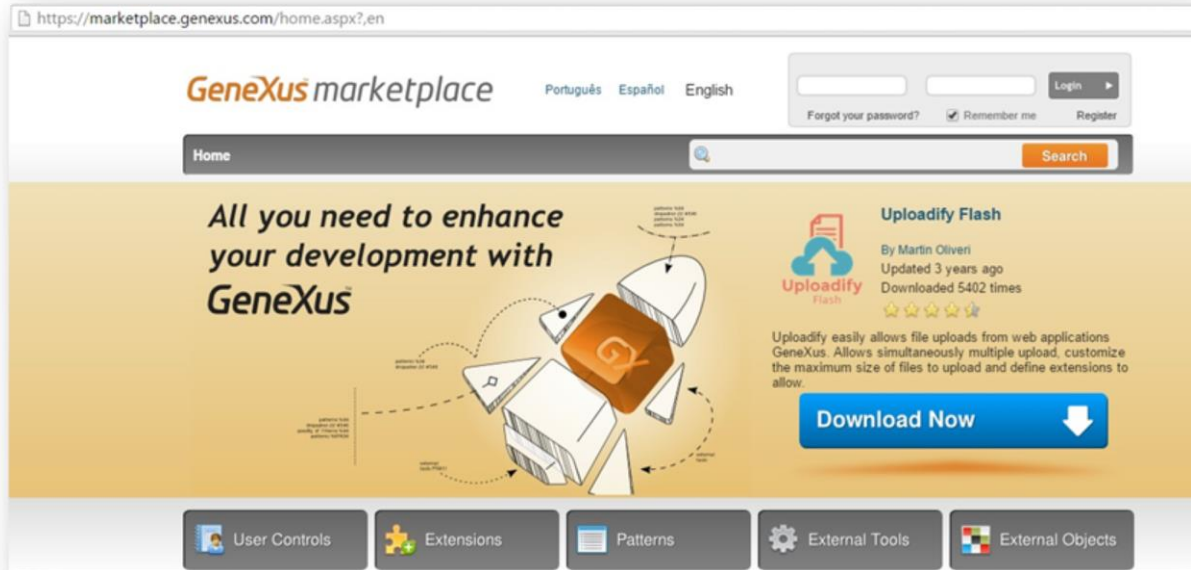 https://marketplace.genexus.com/home.aspx?,en
GeneXus marketplace
Português Español English
Login
Forgot your password? Remember me Register
Home
Search
All you need to enhance
your development with
GeneXus
Uploadify Flash
By Martin Oliveri
Updated 3 years ago
Downloaded 5402 times
Uploadify
Flash
GX
Uploadify easily allows file uploads from web applications
GeneXus. Allows simultaneously multiple upload, customize
the maximum size of files to upload and define extensions to
allow.
Download Now
User Controls
Extensions
Patterns
External Tools
External Objects